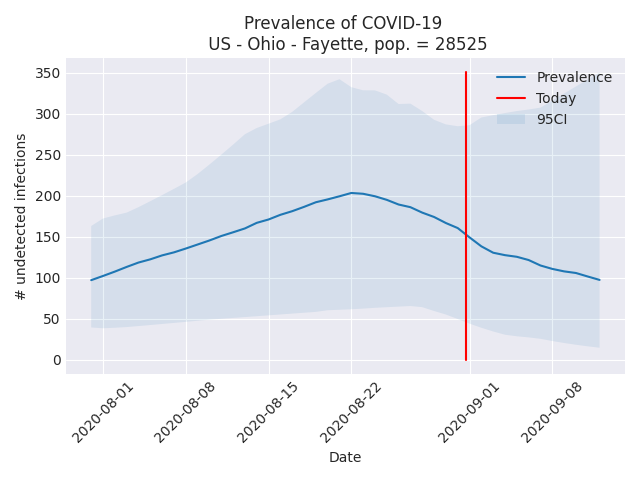 Prevalence of COVID-19
US - Ohio - Fayette, pop. = 28525
350
300
250
200
150
100
50
0
# undetected infections
Prevalence
Today
95CI
2020-08-01
2020-08-08
2020-08-15
2020-08-22
2020-09-01
2020-09-08
Date